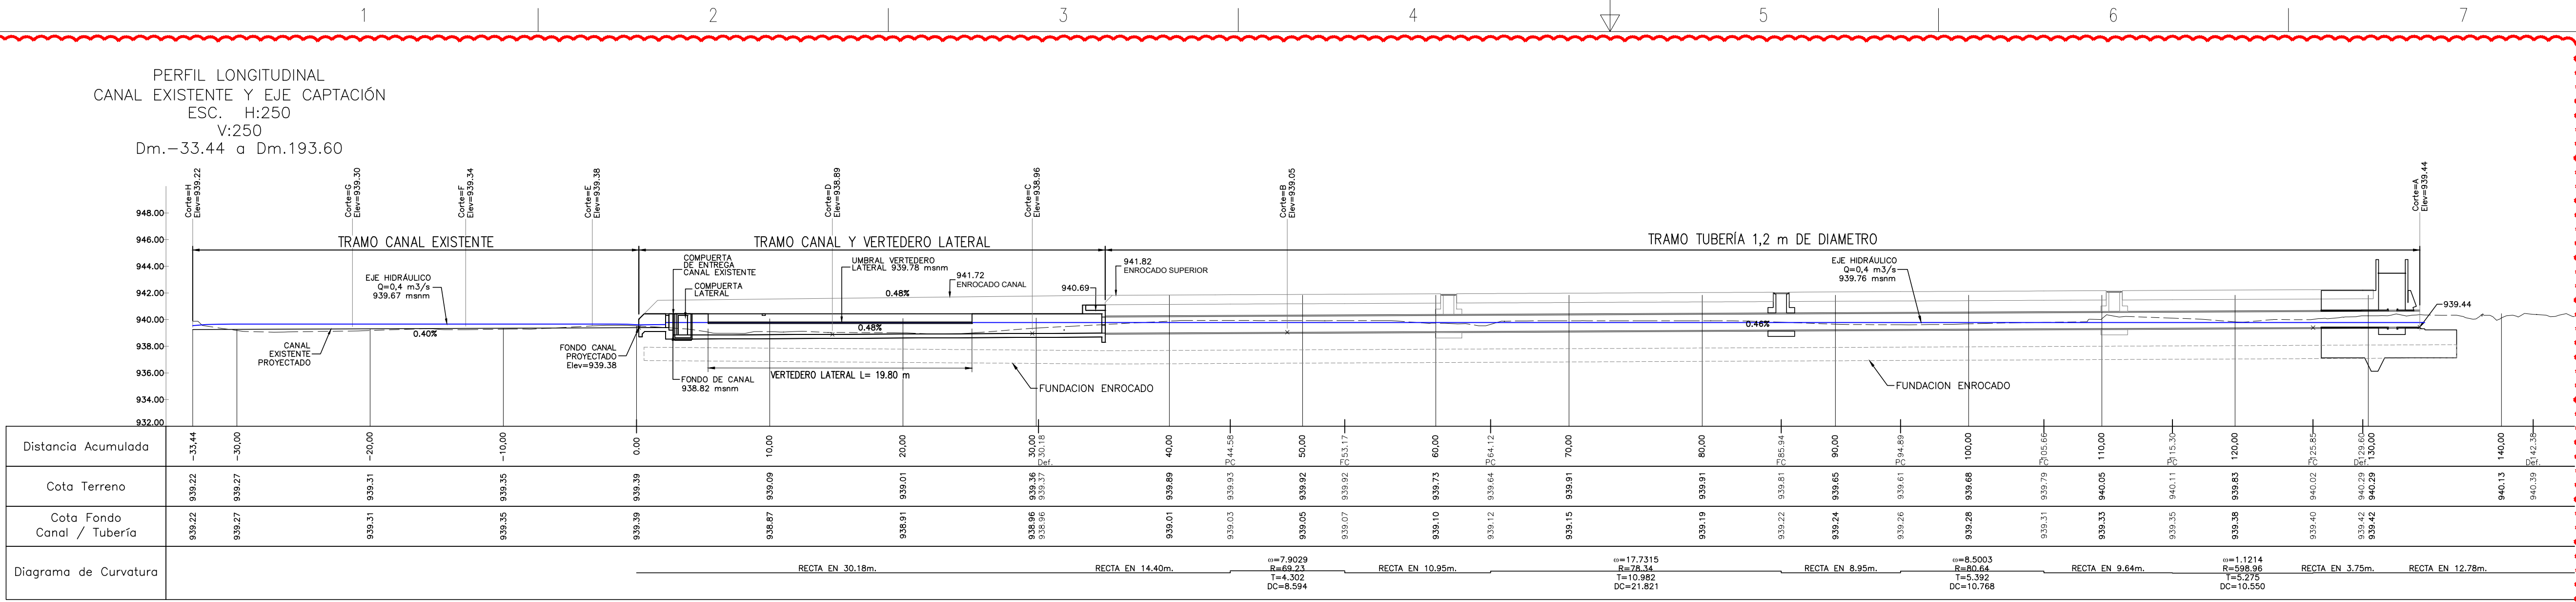 1
2
3
4
5
6
7
PERFIL LONGITUDINAL
CANAL EXISTENTE Y EJE CAPTACIÓN
ESC. H:250
V:250
Dm.-33.44 a Dm.193.60
Corte=H
Elev=939.22
Corte=G
Elev=939.30
Corte=F
Elev=939.34
Corte=E
Elev=939.38
Corte=D
Elev=938.89
Corte=C
Elev=938.96
Corte=B
Elev=939.05
Corte=A
Elev=939.44
948.00
946.00
944.00
942.00
940.00
938.00
936.00
934.00
932.00
TRAMO CANAL EXISTENTE
TRAMO CANAL Y VERTEDERO LATERAL
TRAMO TUBERÍA 1,2 m DE DIAMETRO
EJE HIDRÁULICO
Q=0,4 m3/s
939.67 msnm
COMPUERTA
DE ENTREGA
CANAL EXISTENTE
COMPUERTA
LATERAL
UMBRAL VERTEDERO
LATERAL 939.78 msnm
941.72
ENROCADO CANAL
0.48%
940.69
941.82
ENROCADO SUPERIOR
EJE HIDRÁULICO
Q=0,4 m3/s
939.76 msnm
939.44
0.40%
0.48%
0.46%
CANAL
EXISTENTE
PROYECTADO
FONDO CANAL
PROYECTADO
Elev=939.38
FONDO DE CANAL
938.82 msnm
VERTEDERO LATERAL L= 19.80 m
FUNDACION ENROCADO
FUNDACION ENROCADO
Distancia Acumulada
-33,44
-30,00
-20,00
-10,00
0.00
10,00
20,00
30,00
30.18
Def.
40,00
44.58
PC
50,00
53.17
FC
60,00
64.12
PC
70,00
80,00
85.94
FC
90,00
94.89
PC
100,00
105.66
FC
110,00
115.30
PC
120,00
125.85
FC
129.60
Def.
130,00
140,00
142.38
Def.
Cota Terreno
939.22
939.27
939.31
939.35
939.39
939.09
939.01
939.36
939.37
939.89
939.93
939.92
939.92
939.73
939.64
939.91
939.91
939.81
939.65
939.61
939.68
939.79
940.05
940.11
939.83
940.02
940.29
940.29
940.13
940.39
Cota Fondo
Canal / Tubería
939.22
939.27
939.31
939.35
939.39
938.87
938.91
938.96
938.96
939.01
939.03
939.05
939.07
939.10
939.12
939.15
939.19
939.22
939.24
939.26
939.28
939.31
939.33
939.35
939.38
939.40
939.42
939.42
Diagrama de Curvatura
RECTA EN 30.18m.
RECTA EN 14.40m.
ω=7.9029
R=69.23
T=4.302
DC=8.594
RECTA EN 10.95m.
ω=17.7315
R=78.34
T=10.982
DC=21.821
RECTA EN 8.95m.
ω=8.5003
R=80.64
T=5.392
DC=10.768
RECTA EN 9.64m.
ω=1.1214
R=598.96
T=5.275
DC=10.550
RECTA EN 3.75m.
RECTA EN 12.78m.